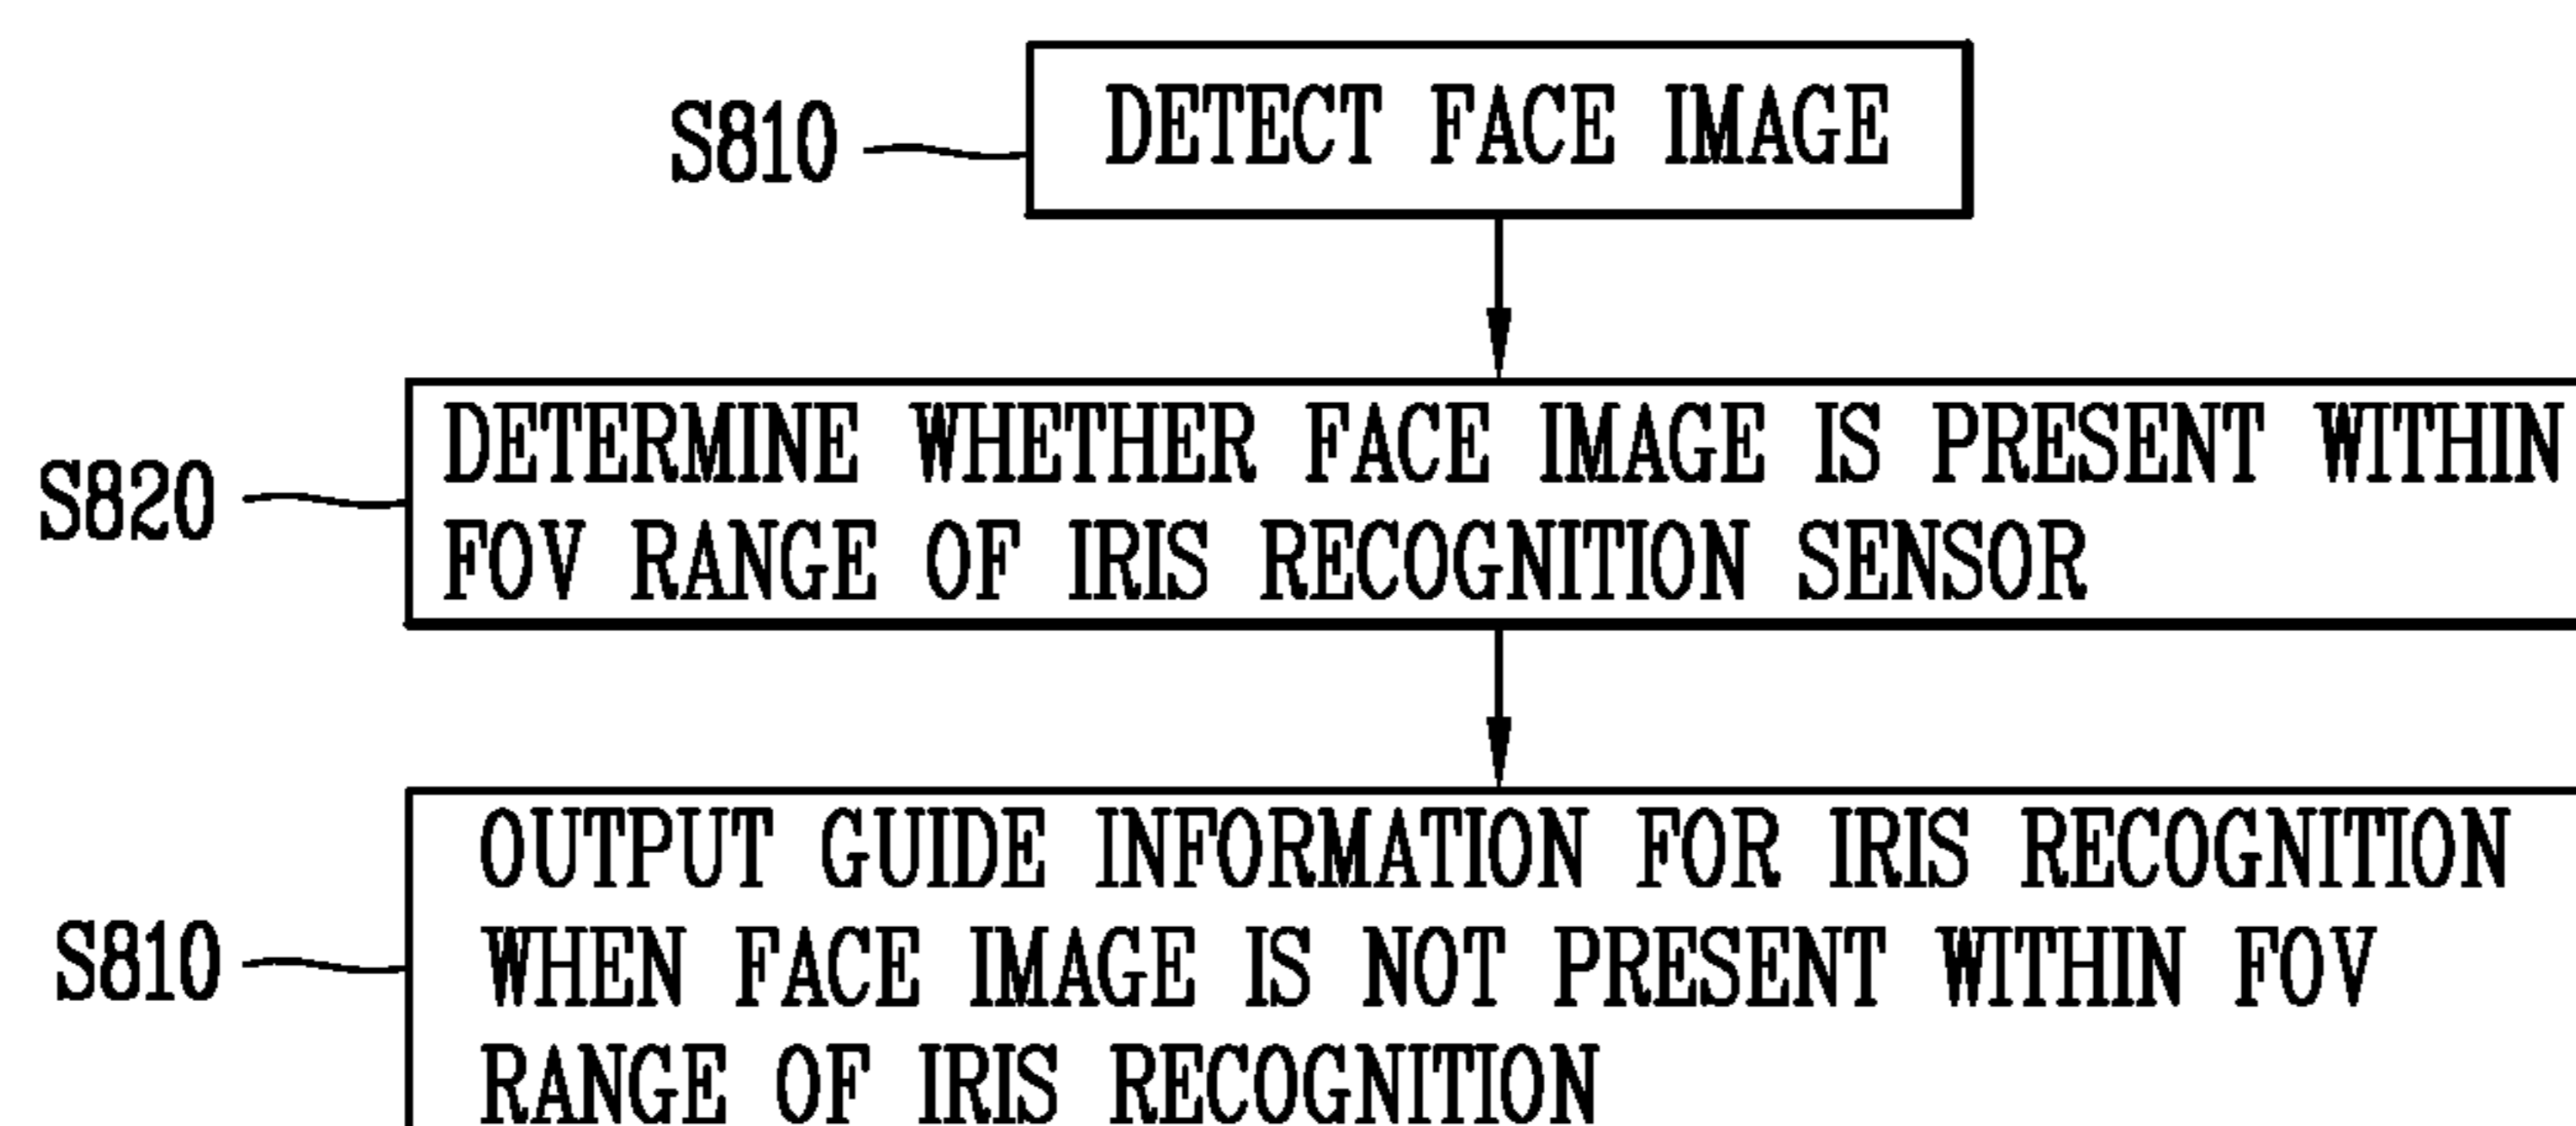 S810
DETECT FACE IMAGE
S820
DETERMINE WHETHER FACE IMAGE IS PRESENT WITHIN
FOV RANGE OF IRIS RECOGNITION SENSOR
S810
OUTPUT GUIDE INFORMATION FOR IRIS RECOGNITION
WHEN FACE IMAGE IS NOT PRESENT WITHIN FOV
RANGE OF IRIS RECOGNITION